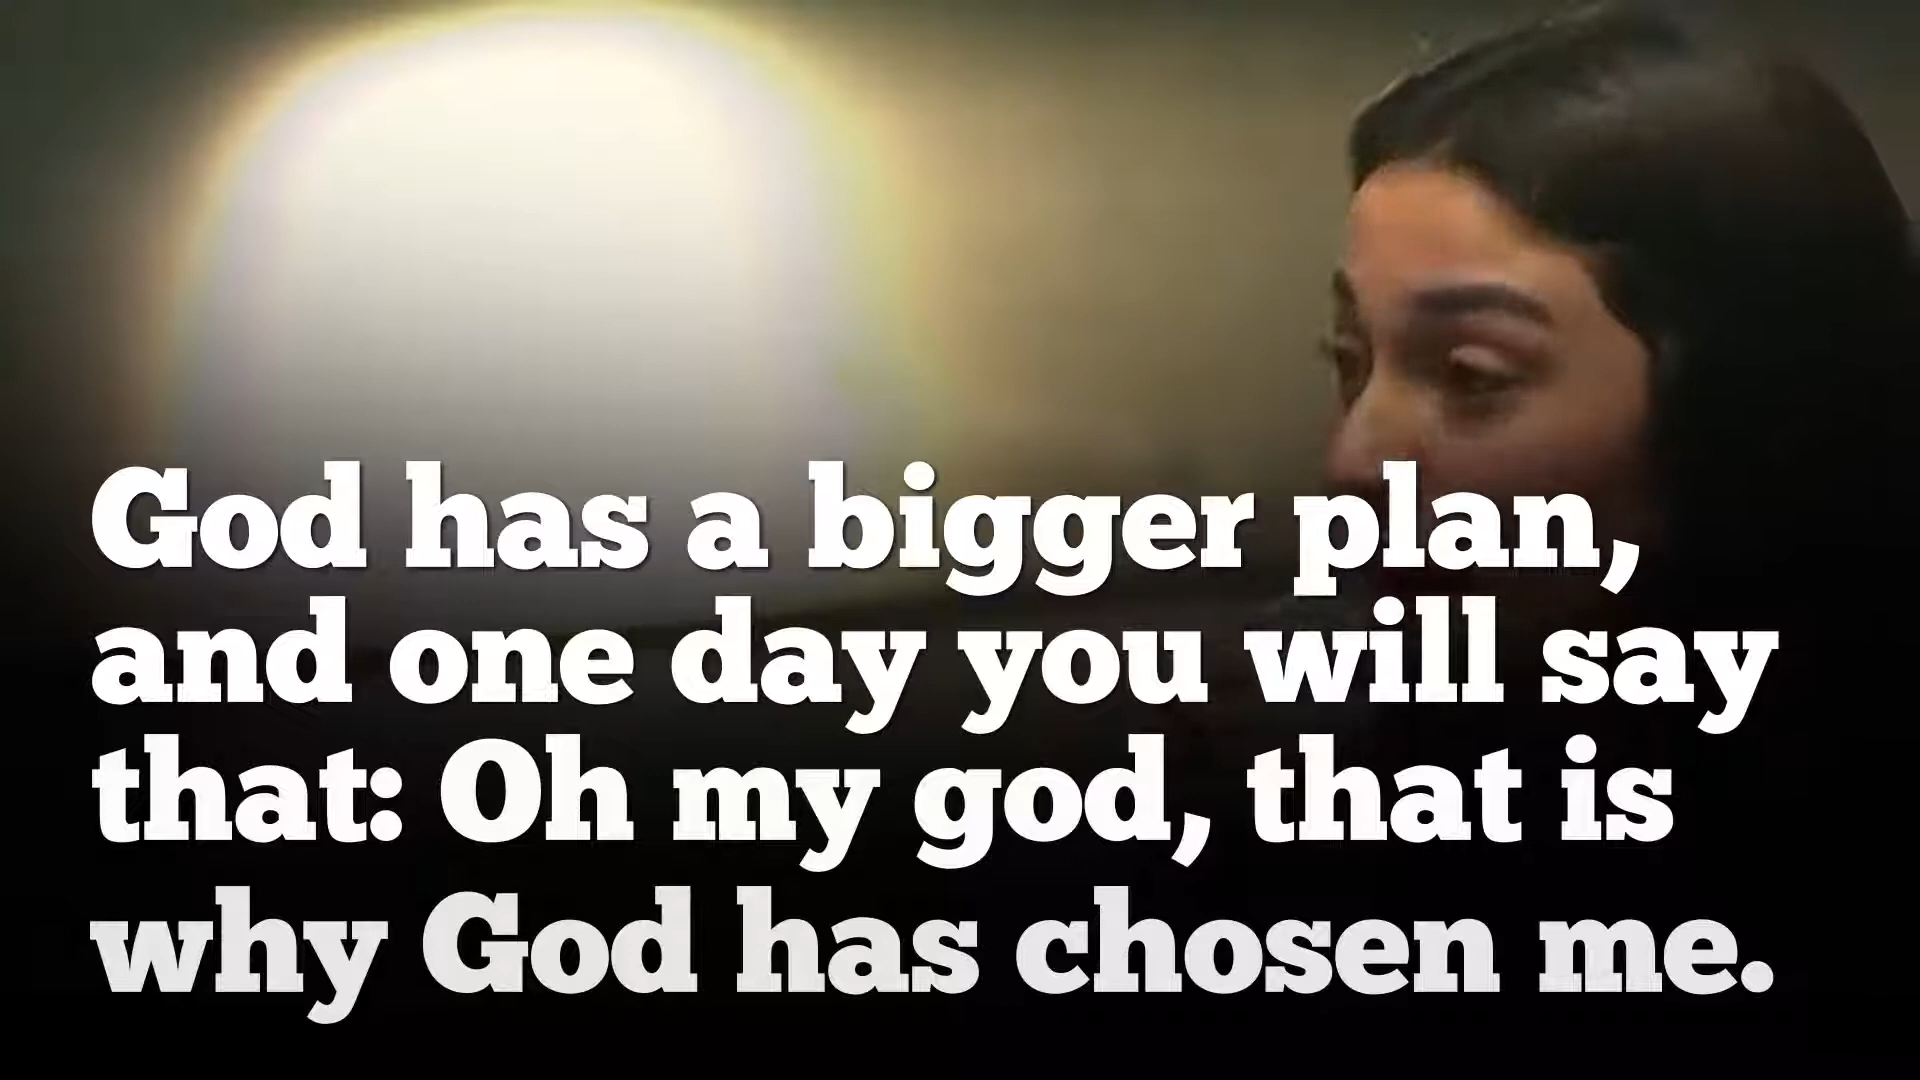 God has a bigger plan,
and one day you will say
that: Oh my god, that is
why God has chosen me.